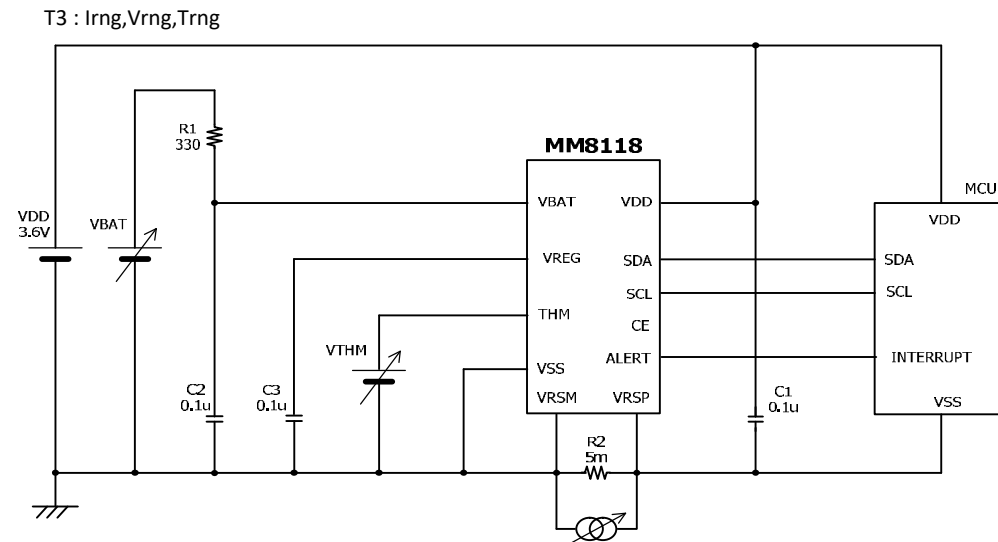 T3 : Irng,Vrng,Trng
MM8118
R1
330
VDD
3.6V
VBAT
VBAT
VREG
THM
VSS
VRSM
VDD
SDA
SCL
CE
ALERT
VRSP
MCU
VDD
SDA
SCL
INTERRUPT
VSS
VTHM
C2
0.1u
C3
0.1u
C1
0.1u
R2
5m